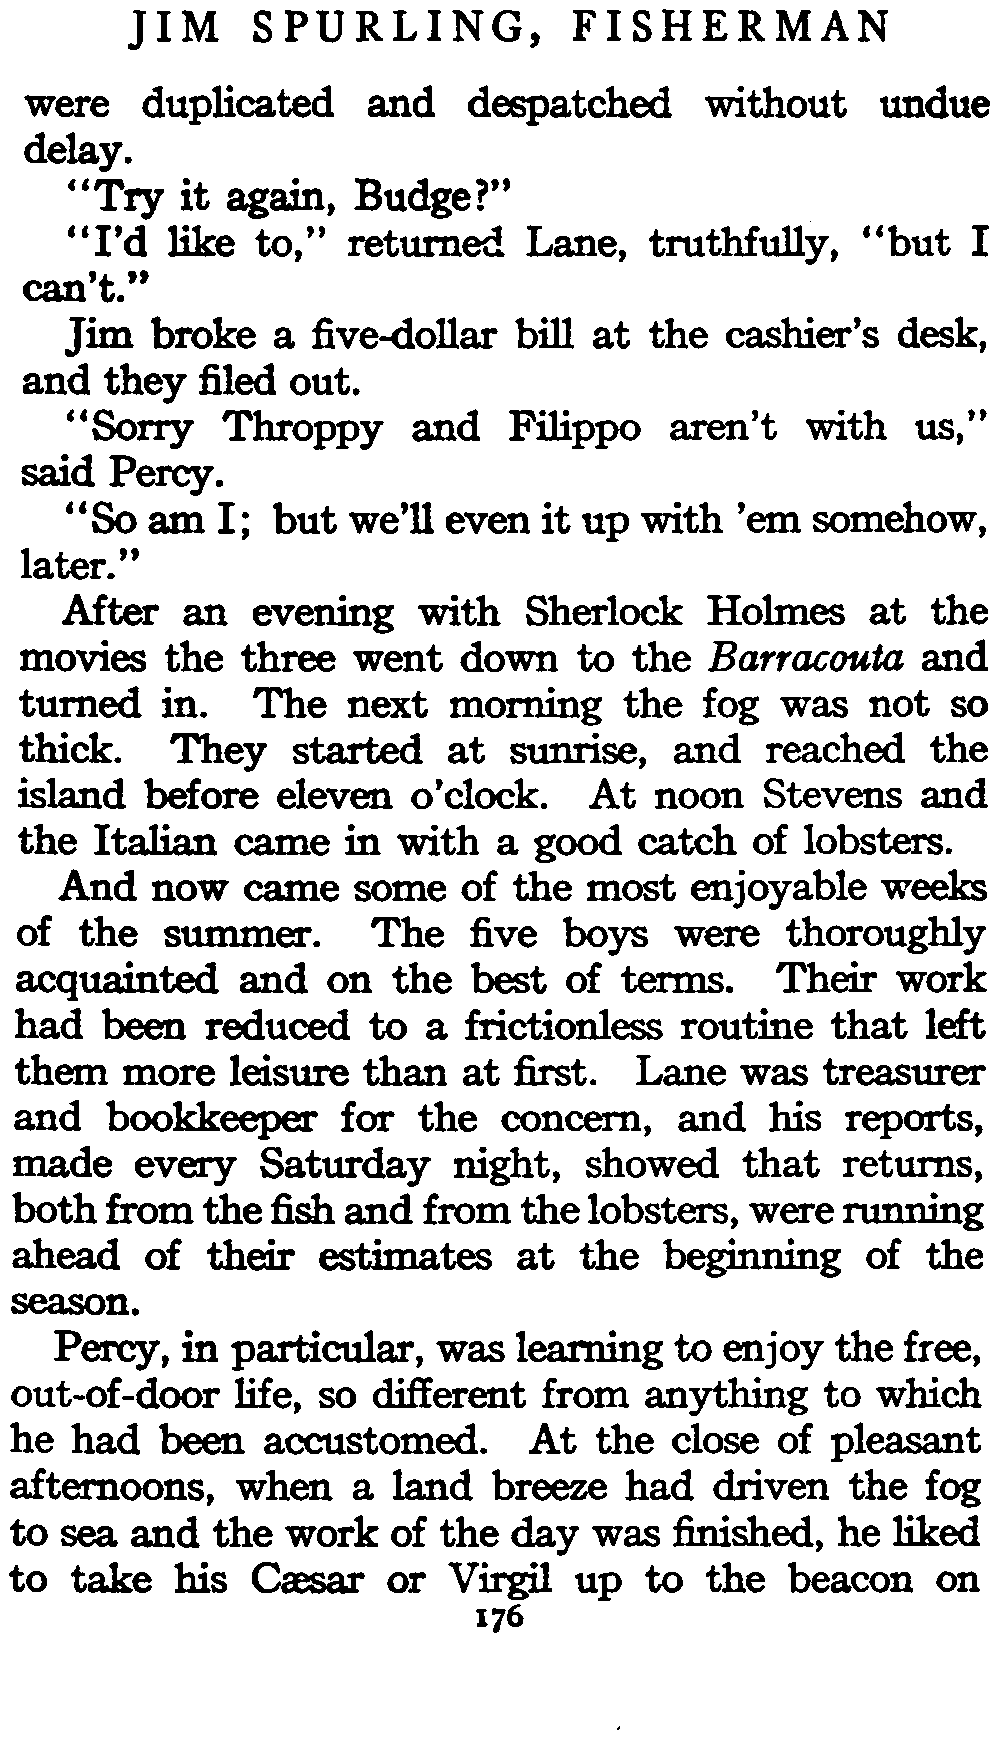 JIM SPURLING, FISHERMAN
were duplicated and despatched without undue
delay.
"Try it again, Budge?"
"I'd like to," returned Lane, truthfully, "but I
can't."
Jim broke a five-dollar bill at the cashier's desk,
and they filed out.
"Sorry Throppy and Filippo aren't with us,"
said Percy.
"So am I; but we'll even it up with 'em somehow,
later."
After an evening with Sherlock Holmes at the
movies the three went down to the Barracouta and
turned in. The next morning the fog was not so
thick. They started at sunrise, and reached the
island before eleven o'clock. At noon Stevens and
the Italian came in with a good catch of lobsters.
And now came some of the most enjoyable weeks
of the summer. The five boys were thoroughly
acquainted and on the best of terms. Their work
had been reduced to a frictionless routine that left
them more leisure than at first. Lane was treasurer
and bookkeeper for the concern, and his reports,
made every Saturday night, showed that returns,
both from the fish and from the lobsters, were running
ahead of their estimates at the beginning of the
season.
Percy, in particular, was learning to enjoy the free,
out-of-door life, so different from anything to which
he had been accustomed. At the close of pleasant
afternoons, when a land breeze had driven the fog
to sea and the work of the day was finished, he liked
to take his Cæsar or Virgil up to the beacon on
176